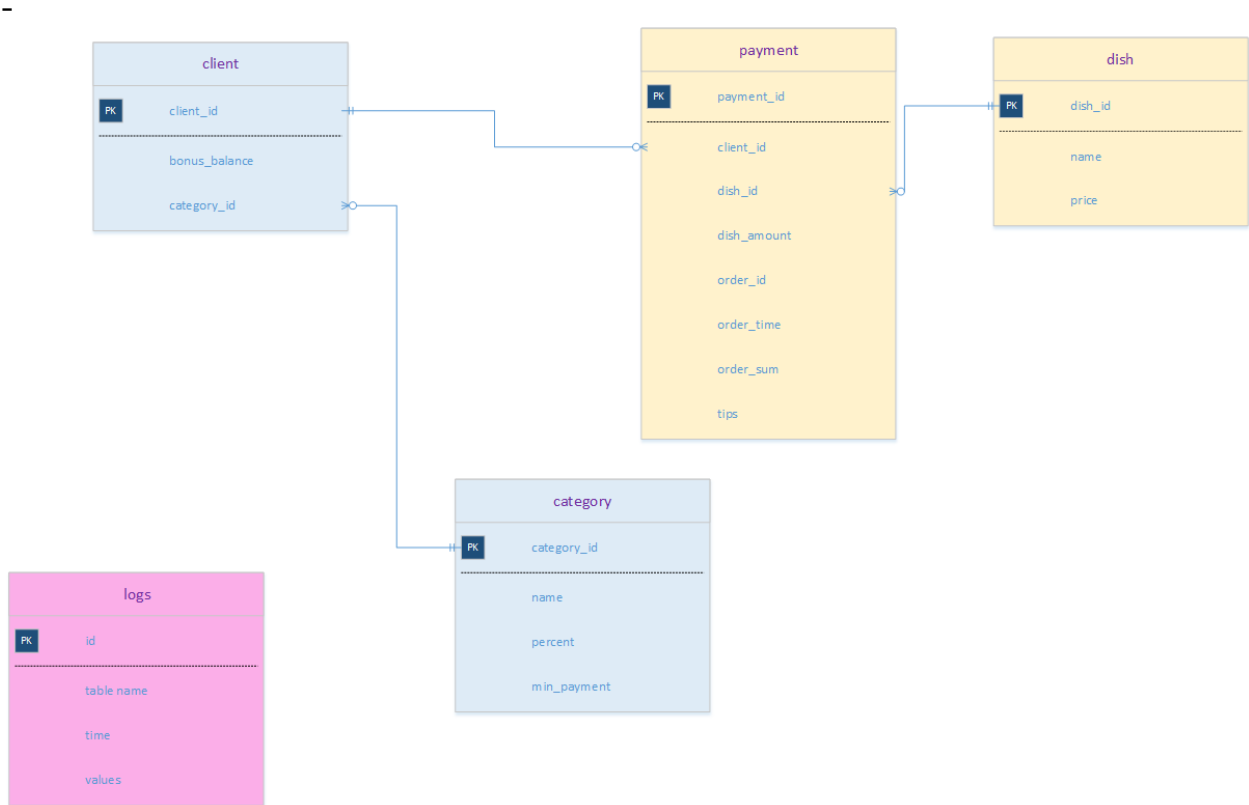 -
client
PK client_id
bonus_balance
category_id
payment
PK payment_id
client_id
dish_id
dish_amount
order_id
order_time
order_sum
tips
dish
PK dish_id
name
price
category
PK category_id
name
percent
min_payment
logs
PK id
table name
time
values